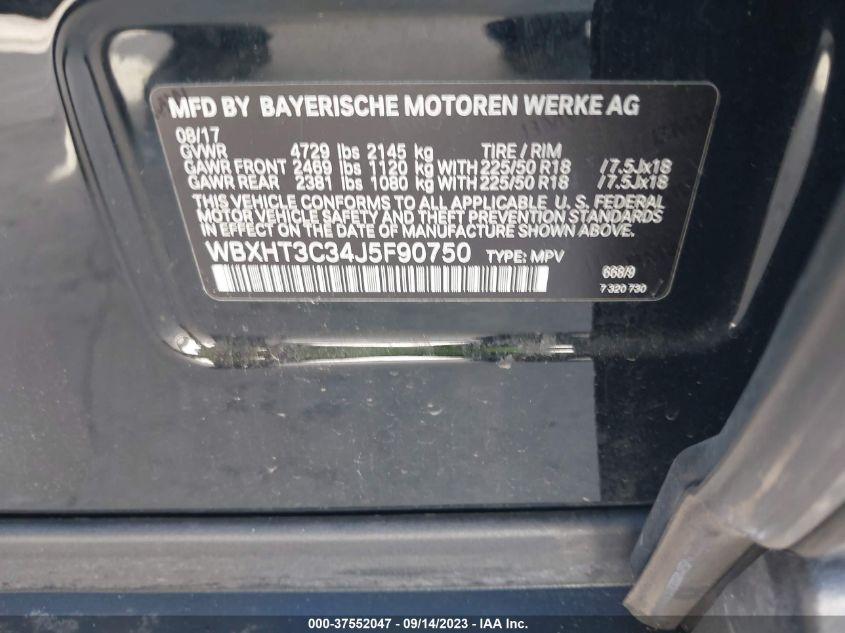 MFD BY BAYERISCHE MOTOREN WERKE AG
08/17
GVWR 4729 lbs 2145 kg TIRE / RIM
GAWR FRONT 2469 lbs 1120 kg WITH 225/50 R18 /7.5Jx18
GAWR REAR 2381 lbs 1080 kg WITH 225/50 R18 /7.5Jx18
THIS VEHICLE CONFORMS TO ALL APPLICABLE U. S. FEDERAL
MOTOR VEHICLE SAFETY AND THEFT PREVENTION STANDARDS
IN EFFECT ON THE DATE OF MANUFACTURE SHOWN ABOVE.
WBXHT3C34J5F90750 TYPE: MPV
668/9
7 320 730
000-37552047 - 09/14/2023 - IAA Inc.